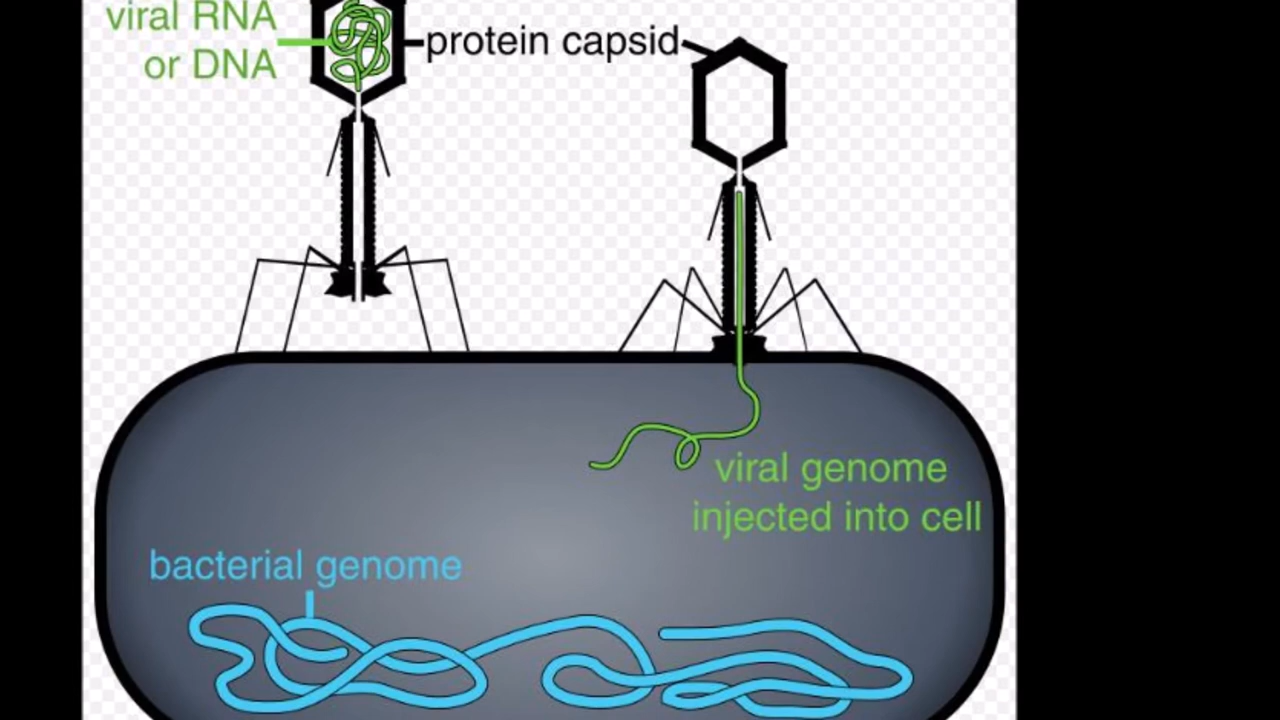 viral RNA
or DNA
protein capsid
viral genome
injected into cell
bacterial genome